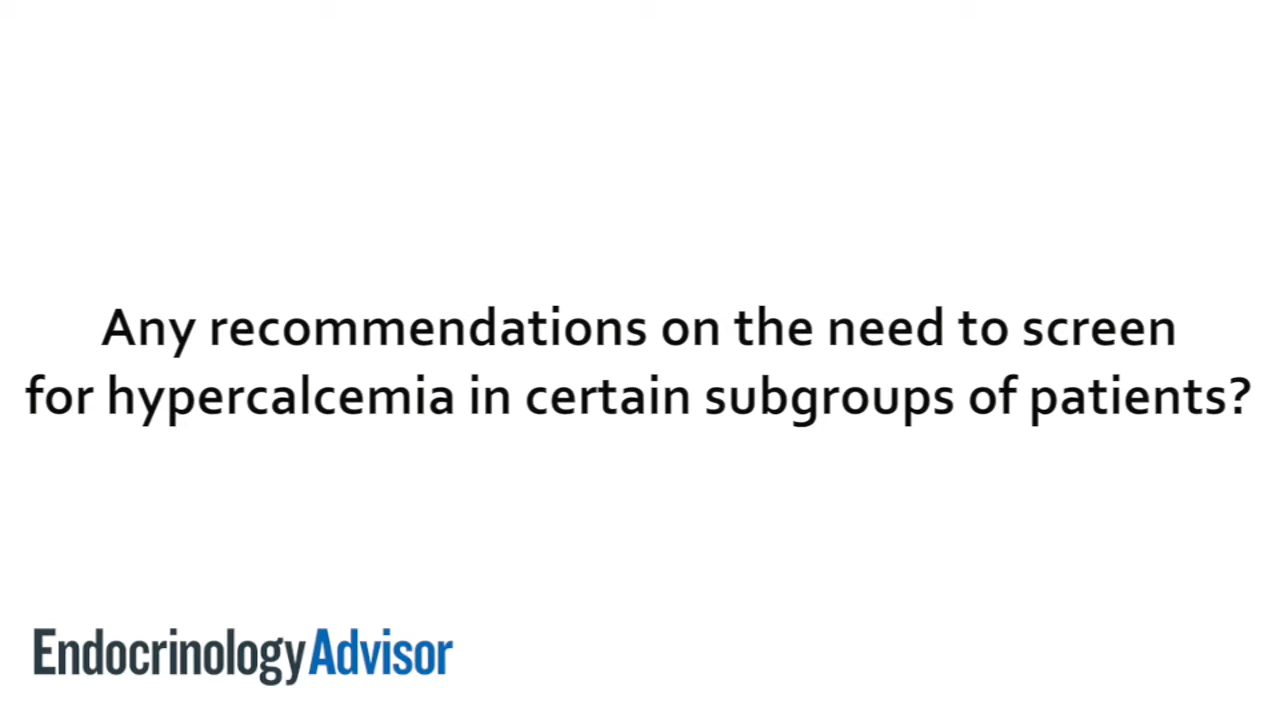 Any recommendations on the need to screen
for hypercalcemia in certain subgroups of patients?
EndocrinologyAdvisor